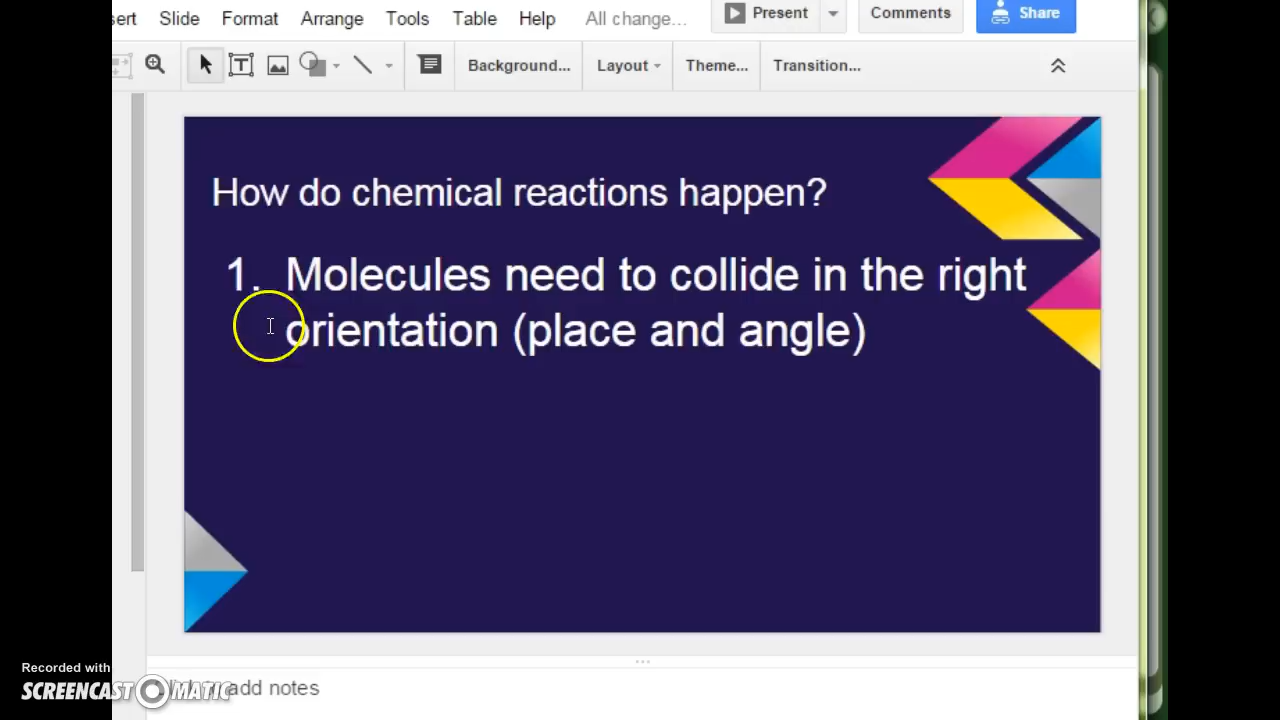 ert Slide Format Arrange Tools Table Help All change... Present Comments Share
Background... Layout Theme... Transition...
How do chemical reactions happen?
1. Molecules need to collide in the right
orientation (place and angle)
add notes
Recorded with
SCREENCAST MATIC